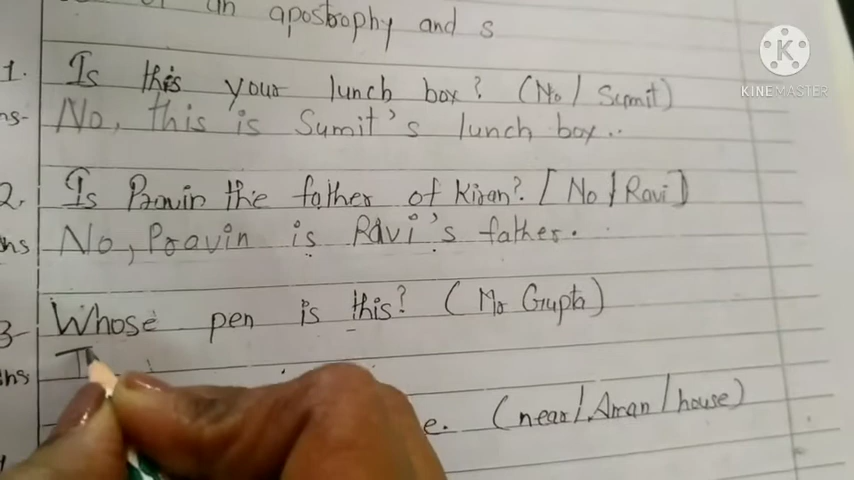 an apostrophy and s
KINEMASTER
1. Is this your lunch box? (No / Sumit)
ns- No, this is Sumit's lunch box..
2. Is Pravin the father of Kiran? [No / Ravi]
ns No, Pravin is Ravi's father.
3- Whose pen is this? (Mr Gupta)
ns T
e. (near / Aman / house)